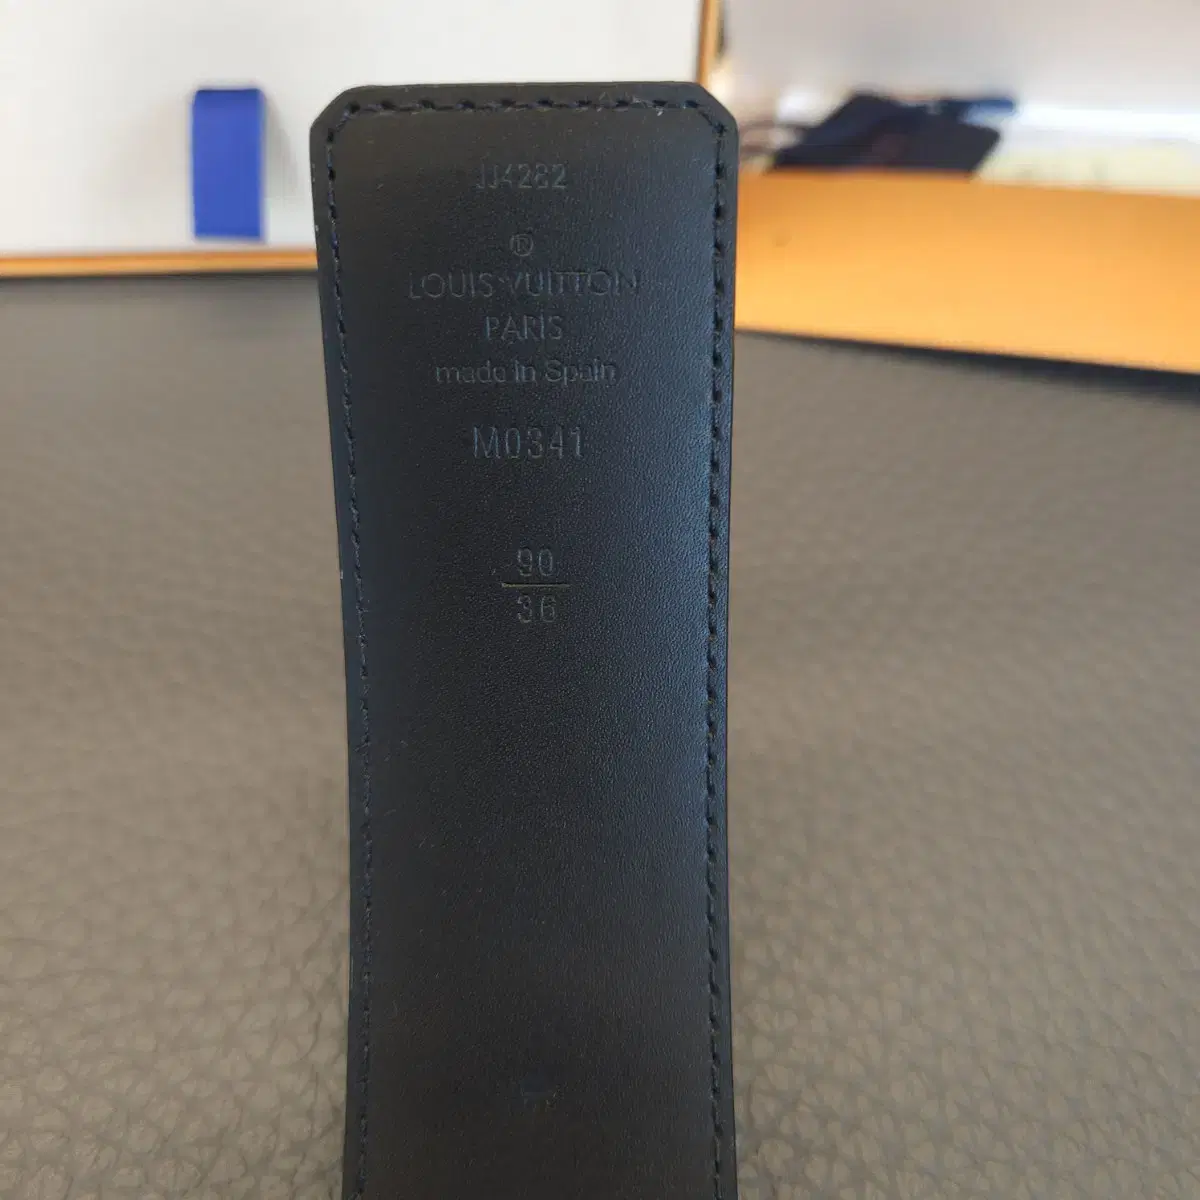 JJ4282
®
LOUIS VUITTON
PARIS
made in Spain
M0341
90
36